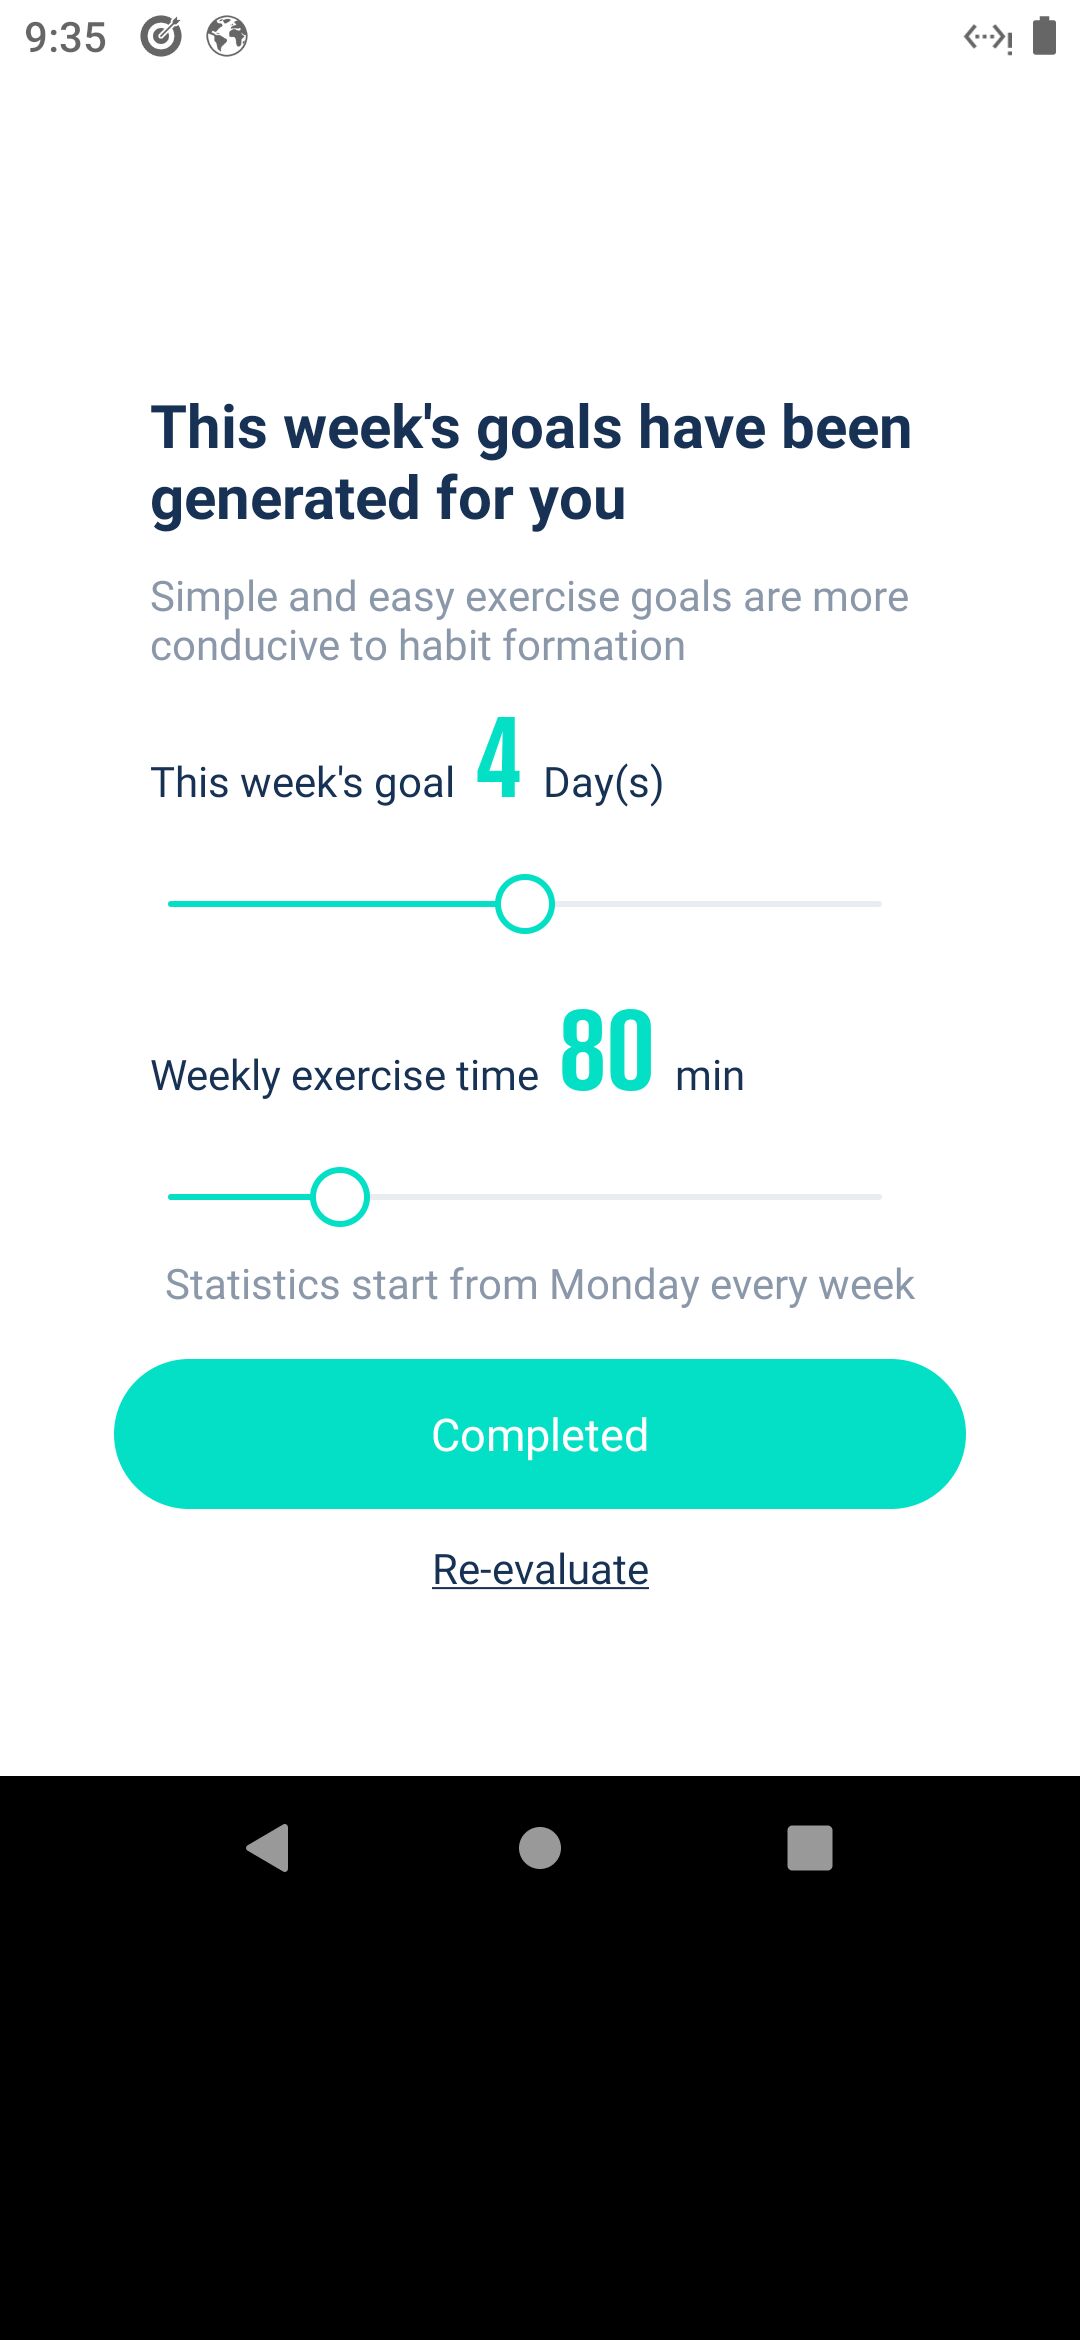 9:35
This week's goals have been
generated for you
Simple and easy exercise goals are more
conducive to habit formation
This week's goal 4 Day(s)
Weekly exercise time 80 min
Statistics start from Monday every week
Completed
Re-evaluate